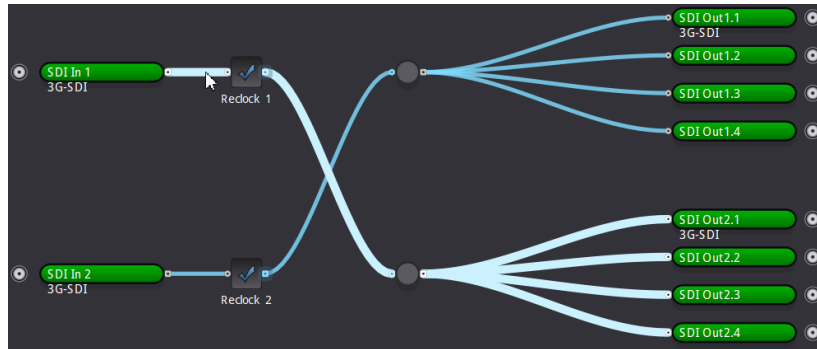 SDI In 1
3G-SDI
Reclock 1
SDI In 2
3G-SDI
Reclock 2
SDI Out1.1
3G-SDI
SDI Out1.2
SDI Out1.3
SDI Out1.4
SDI Out2.1
3G-SDI
SDI Out2.2
SDI Out2.3
SDI Out2.4